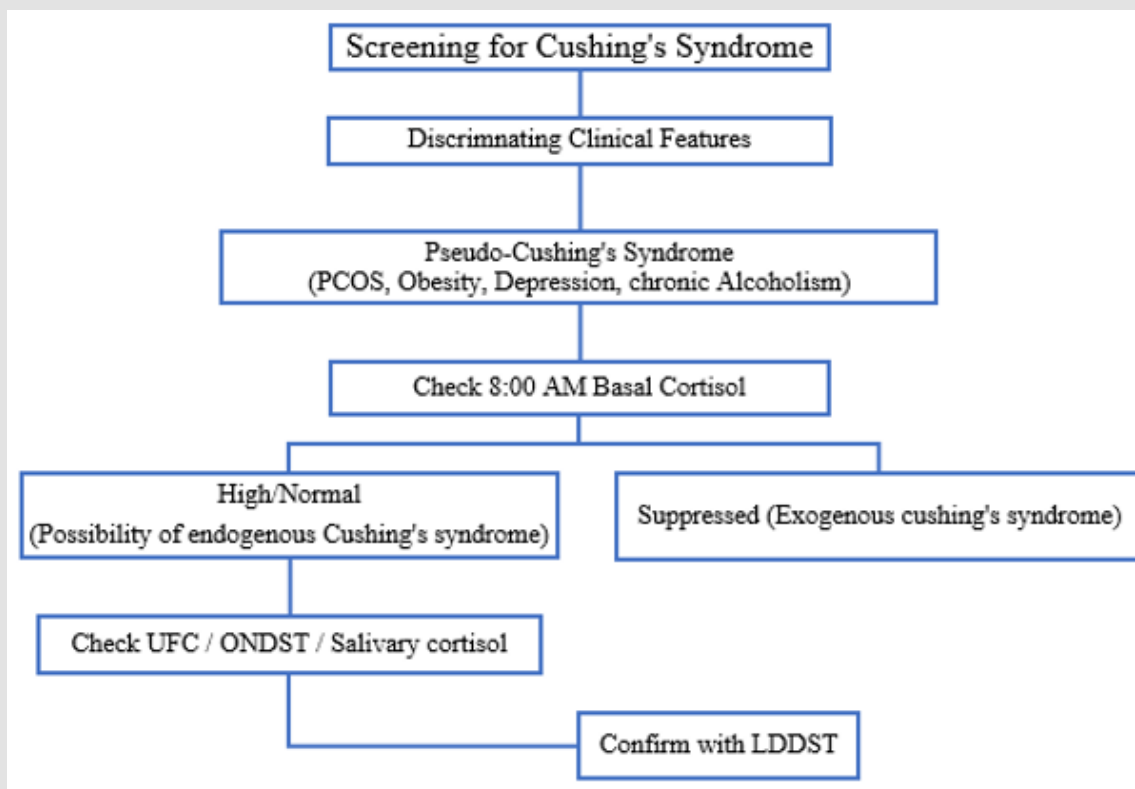 Screening for Cushing's Syndrome
Discrimnating Clinical Features
Pseudo-Cushing's Syndrome
(PCOS, Obesity, Depression, chronic Alcoholism)
Check 8:00 AM Basal Cortisol
High/Normal
(Possibility of endogenous Cushing's syndrome)
Suppressed (Exogenous cushing's syndrome)
Check UFC / ONDST / Salivary cortisol
Confirm with LDDST